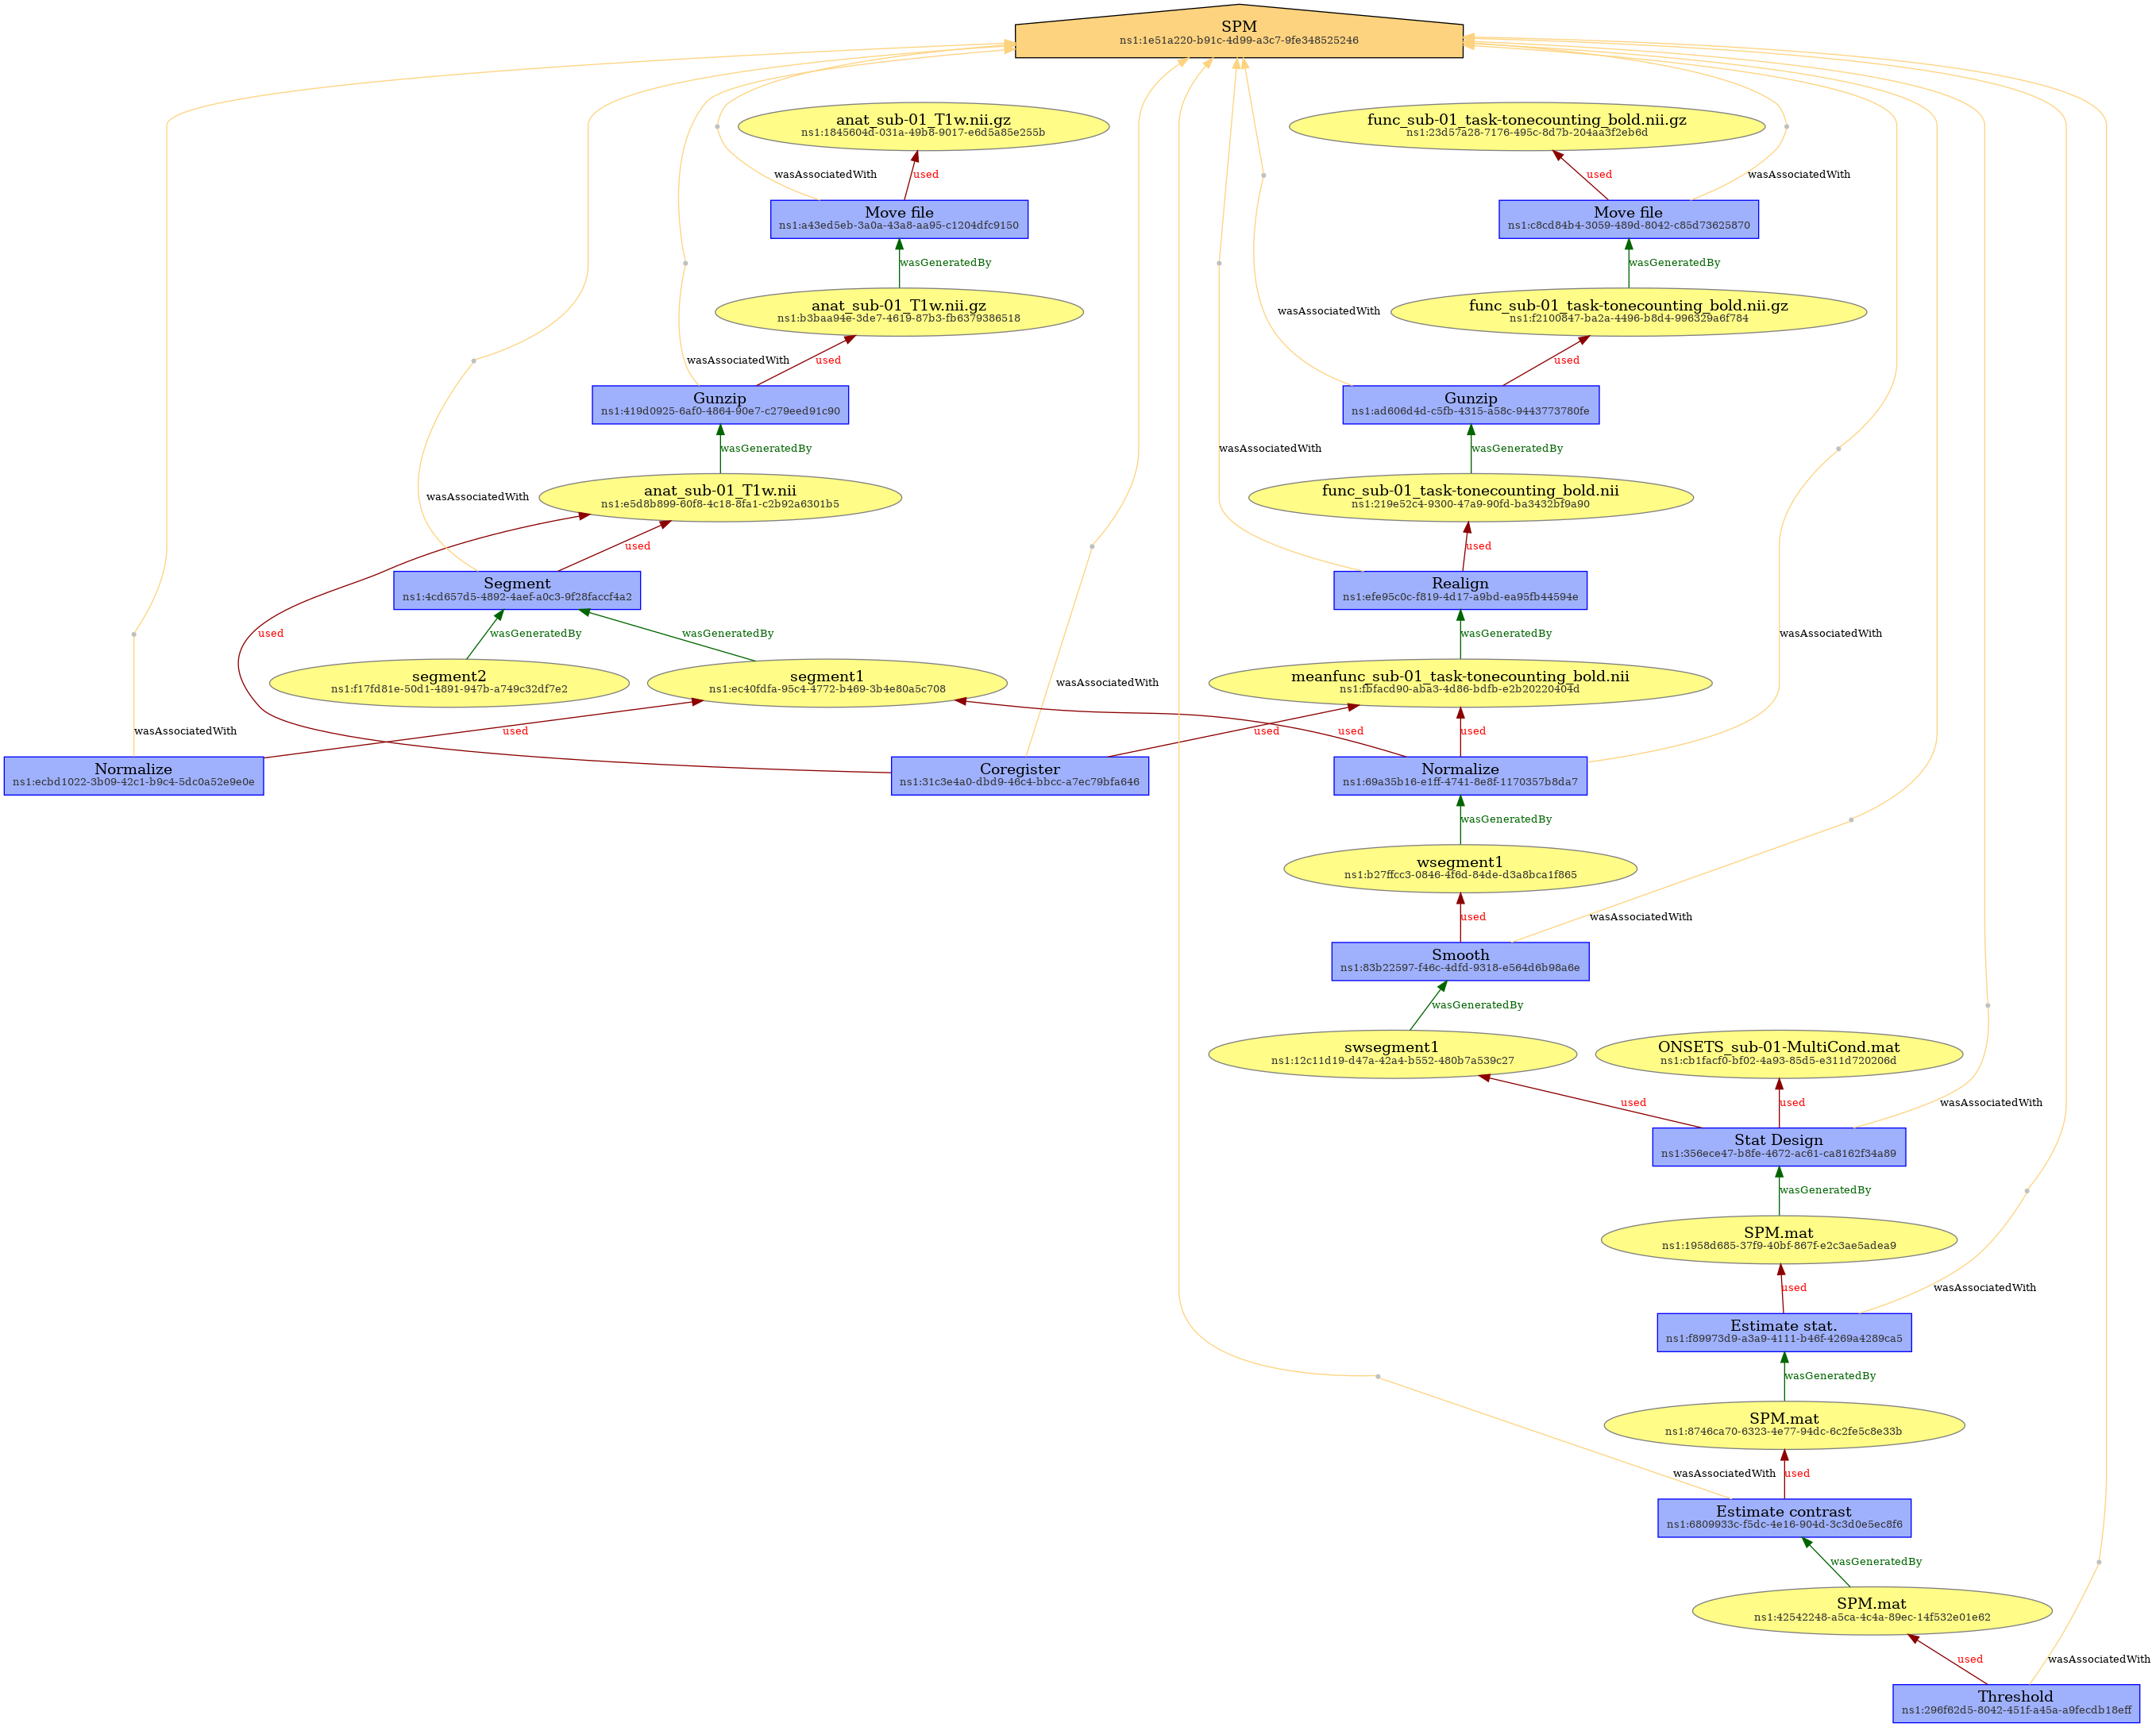 SPM
ns1:1e51a220-b91c-4d99-a3c7-9fe348525246
anat_sub-01_T1w.nii.gz
ns1:1845604d-031a-49b8-9017-e6d5a85e255b
func_sub-01_task-tonecounting_bold.nii.gz
ns1:23d57a28-7176-495c-8d7b-204aa3f2eb6d
wasAssociatedWith
used
used
wasAssociatedWith
Move file
ns1:a43ed5eb-3a0a-43a8-aa95-c1204dfc9150
Move file
ns1:c8cd84b4-3059-489d-8042-c85d73625870
wasGeneratedBy
wasGeneratedBy
anat_sub-01_T1w.nii.gz
ns1:b3baa94e-3de7-4619-87b3-fb6379386518
wasAssociatedWith
func_sub-01_task-tonecounting_bold.nii.gz
ns1:f2100847-ba2a-4496-b8d4-996329a6f784
wasAssociatedWith
used
used
Gunzip
ns1:419d0925-6af0-4864-90e7-c279eed91c90
Gunzip
ns1:ad606d4d-c5fb-4315-a58c-9443773780fe
wasGeneratedBy
wasAssociatedWith
wasGeneratedBy
wasAssociatedWith
anat_sub-01_T1w.nii
ns1:e5d8b899-60f8-4c18-8fa1-c2b92a6301b5
func_sub-01_task-tonecounting_bold.nii
ns1:219e52c4-9300-47a9-90fd-ba3432bf9a90
used
used
Segment
ns1:4cd657d5-4892-4aef-a0c3-9f28faccf4a2
Realign
ns1:efe95c0c-f819-4d17-a9bd-ea95fb44594e
used
wasGeneratedBy
wasGeneratedBy
wasGeneratedBy
wasAssociatedWith
segment2
ns1:f17fd81e-50d1-4891-947b-a749c32df7e2
segment1
ns1:ec40fdfa-95c4-4772-b469-3b4e80a5c708
wasAssociatedWith
meanfunc_sub-01_task-tonecounting_bold.nii
ns1:fbfacd90-aba3-4d86-bdfb-e2b20220404d
wasAssociatedWith
used
used
used
used
Normalize
ns1:ecbd1022-3b09-42c1-b9c4-5dc0a52e9e0e
Coregister
ns1:31c3e4a0-dbd9-46c4-bbcc-a7ec79bfa646
Normalize
ns1:69a35b16-e1ff-4741-8e8f-1170357b8da7
wasGeneratedBy
wsegment1
ns1:b27ffcc3-0846-4f6d-84de-d3a8bca1f865
used
wasAssociatedWith
Smooth
ns1:83b22597-f46c-4dfd-9318-e564d6b98a6e
wasGeneratedBy
swsegment1
ns1:12c11d19-d47a-42a4-b552-480b7a539c27
ONSETS_sub-01-MultiCond.mat
ns1:cb1facf0-bf02-4a93-85d5-e311d720206d
used
used
wasAssociatedWith
Stat Design
ns1:356ece47-b8fe-4672-ac61-ca8162f34a89
wasGeneratedBy
SPM.mat
ns1:1958d685-37f9-40bf-867f-e2c3ae5adea9
used
wasAssociatedWith
Estimate stat.
ns1:f89973d9-a3a9-4111-b46f-4269a4289ca5
wasGeneratedBy
SPM.mat
ns1:8746ca70-6323-4e77-94dc-6c2fe5c8e33b
wasAssociatedWith
used
Estimate contrast
ns1:6809933c-f5dc-4e16-904d-3c3d0e5ec8f6
wasGeneratedBy
SPM.mat
ns1:42542248-a5ca-4c4a-89ec-14f532e01e62
used
wasAssociatedWith
Threshold
ns1:296f62d5-8042-451f-a45a-a9fecdb18eff